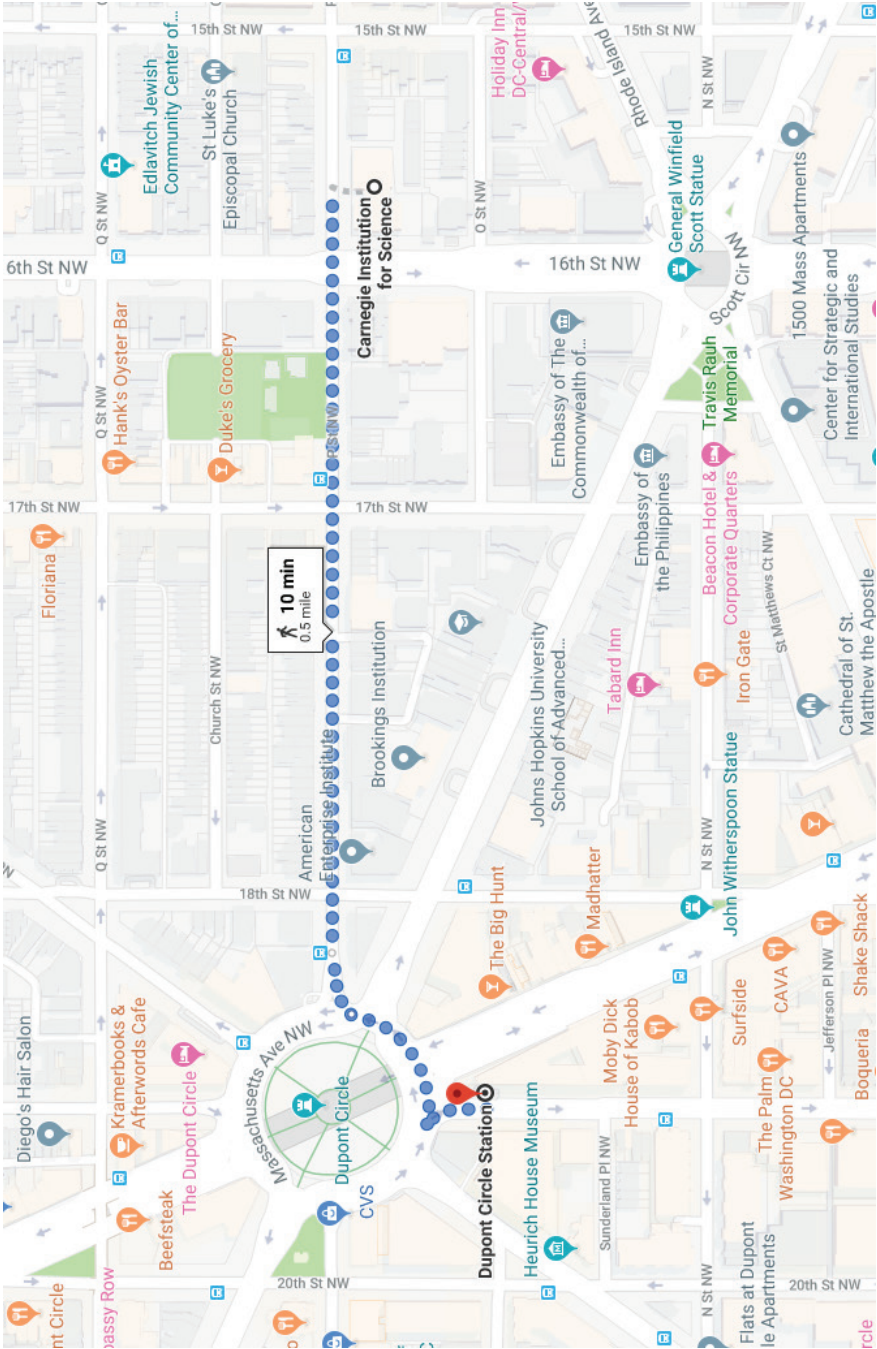 nt Circle
Diego's Hair Salon
Floriana
Q St NW
Q St NW
Q St NW
Hank's Oyster Bar
bassy Row
Beefsteak
Kramerbooks &
Afterwords Cafe
The Dupont Circle
Edlavitch Jewish
Community Center of...
St Luke's
Episcopal Church
Church St NW
Duke's Grocery
Massachusetts Ave NW
20th St NW
18th St NW
17th St NW
6th St NW
15th St NW
10 min
0.5 mile
American
Enterprise Institute
P St NW
Dupont Circle
CVS
Brookings Institution
Carnegie Institution
for Science
Dupont Circle Station
The Big Hunt
O St NW
17th St NW
16th St NW
15th St NW
Holiday Inn
DC-Central/
Heurich House Museum
Johns Hopkins University
School of Advanced...
Embassy of The
Commonwealth of...
Madhatter
Tabard Inn
Sunderland Pl NW
Moby Dick
House of Kabob
Embassy of
the Philippines
Rhode Island Ave
General Winfield
Scott Statue
N St NW
N St NW
N St NW
Surfside
John Witherspoon Statue
Iron Gate
Beacon Hotel &
Corporate Quarters
Travis Rauh
Memorial
Scott Cir NW
St Matthews Ct NW
Flats at Dupont
le Apartments
The Palm
Washington DC
CAVA
1500 Mass Apartments
Jefferson Pl NW
20th St NW
Cathedral of St.
Matthew the Apostle
Center for Strategic and
International Studies
rcle
Boqueria
Shake Shack